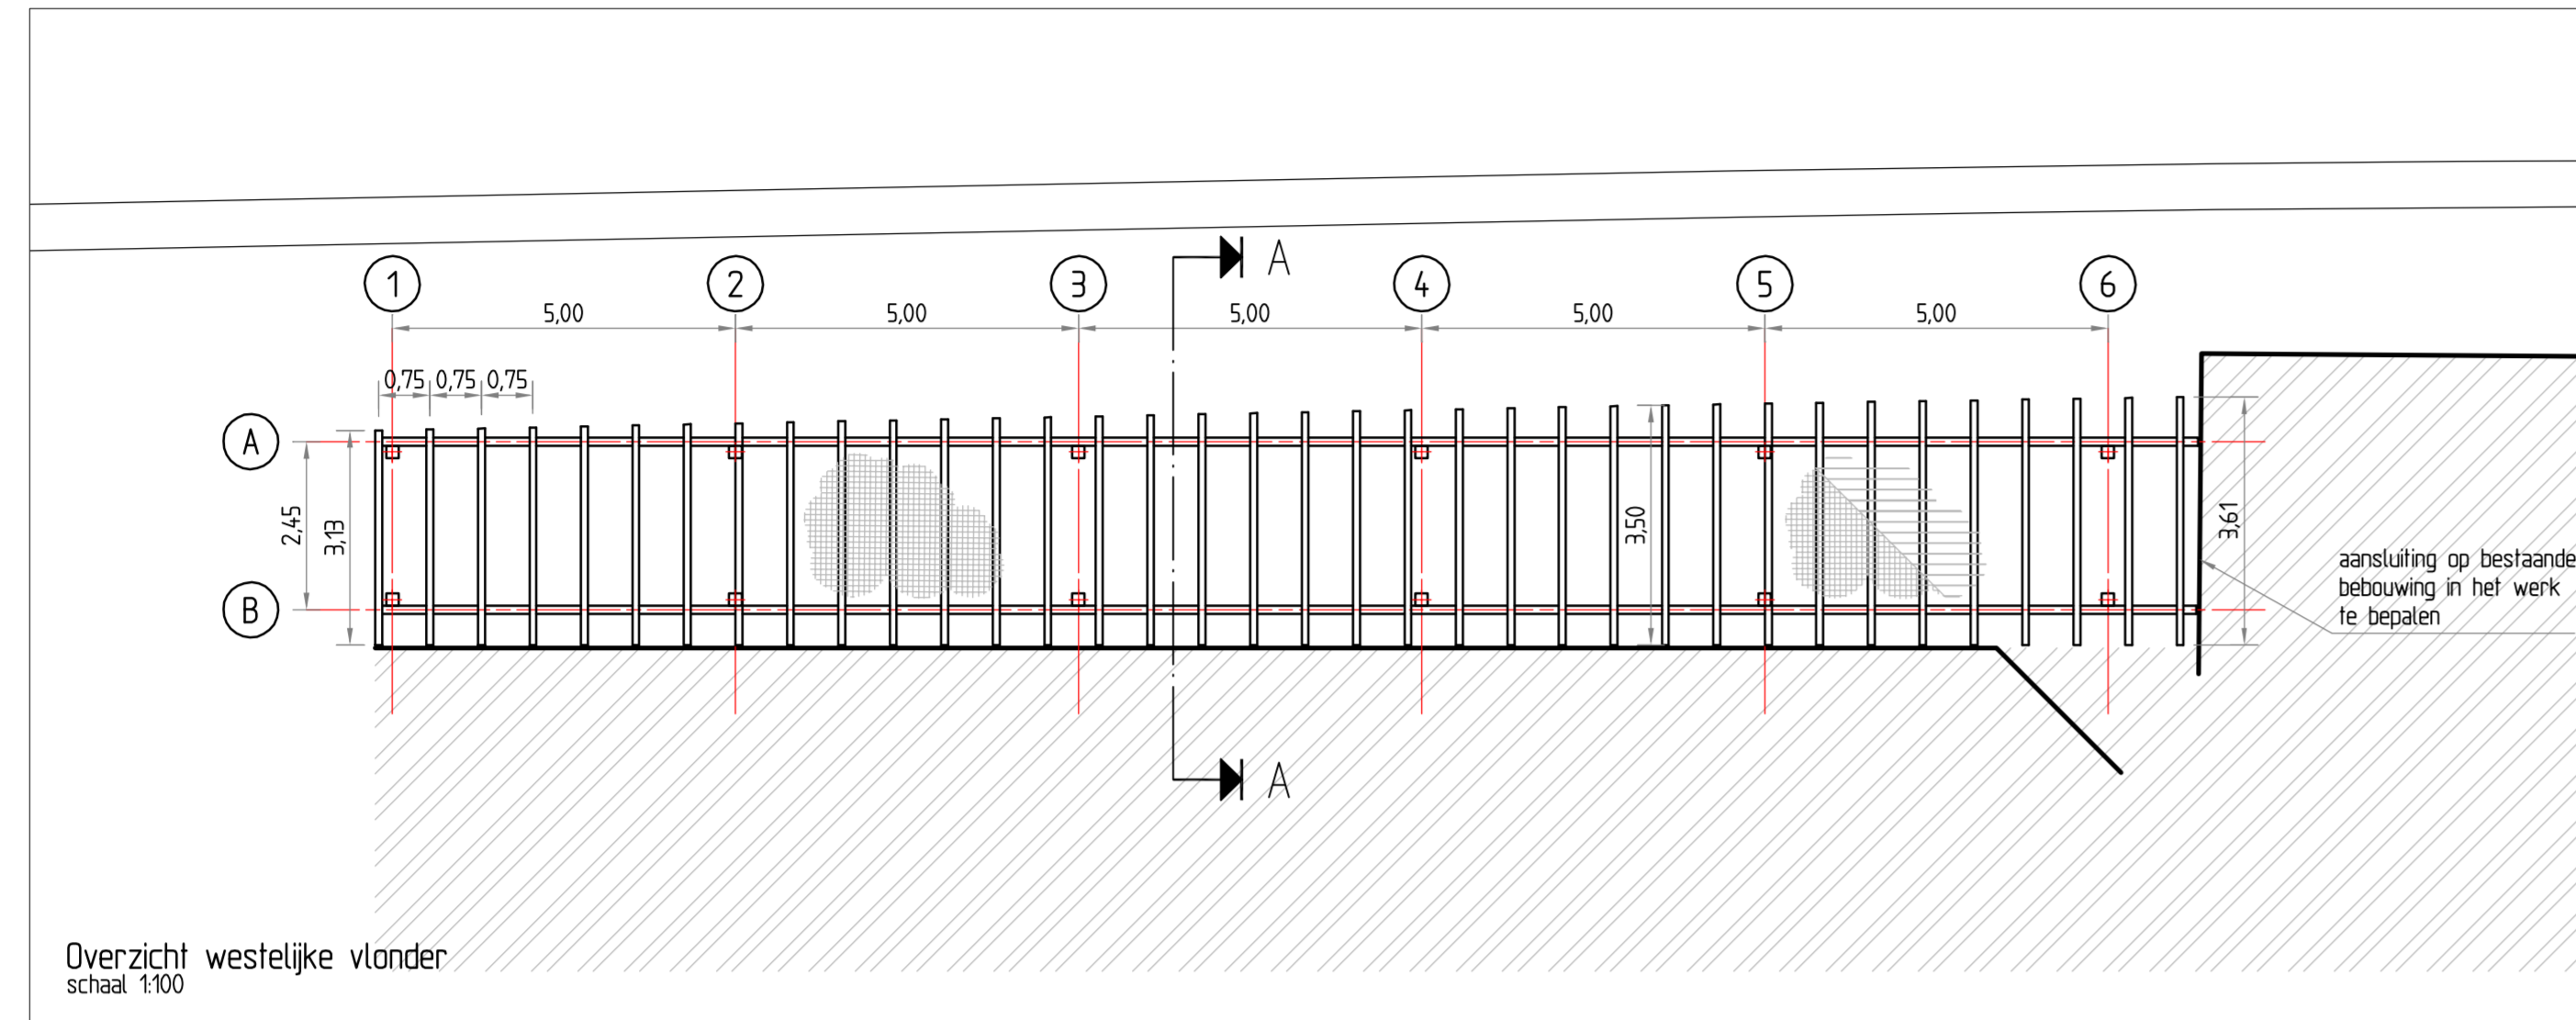 A
1
2
3
4
5
6
5,00
5,00
5,00
5,00
5,00
0,75
0,75
0,75
A
2,45
3,13
3,50
3,61
B
aansluiting op bestaande
bebouwing in het werk
te bepalen
A
Overzicht westelijke vlonder
schaal 1:100